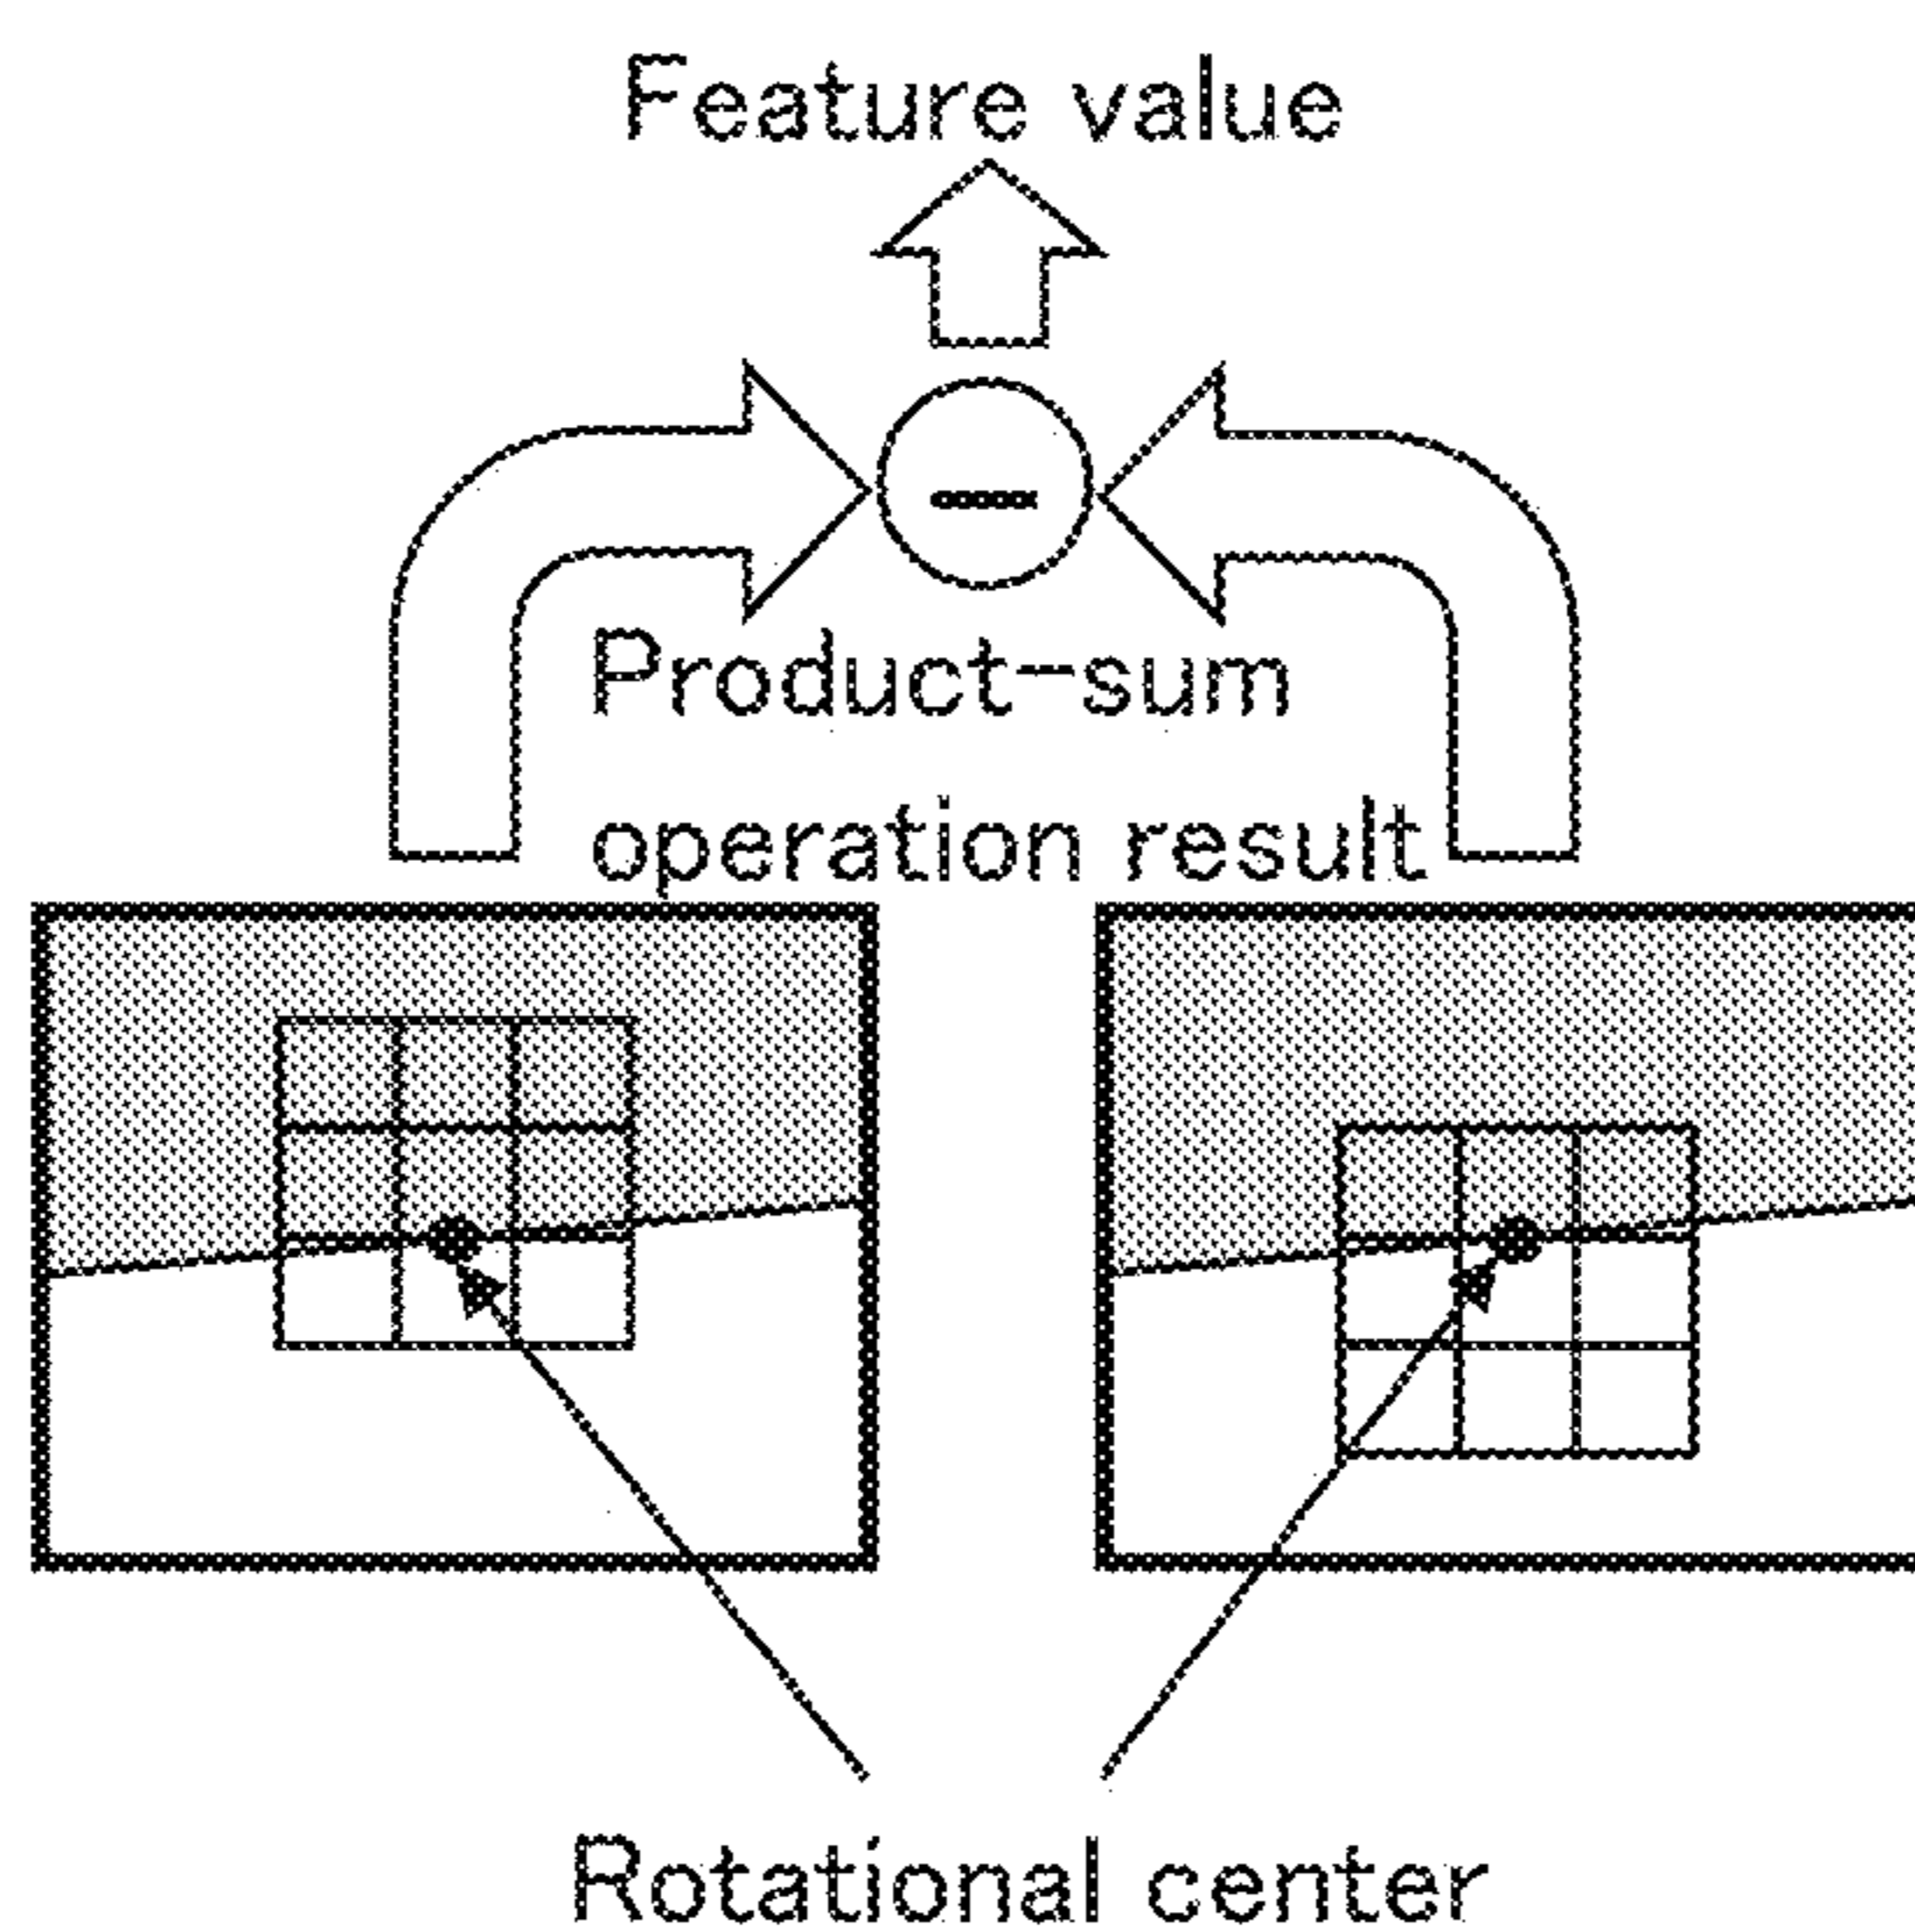 Feature value
−
Product-sum
operation result
Rotational center